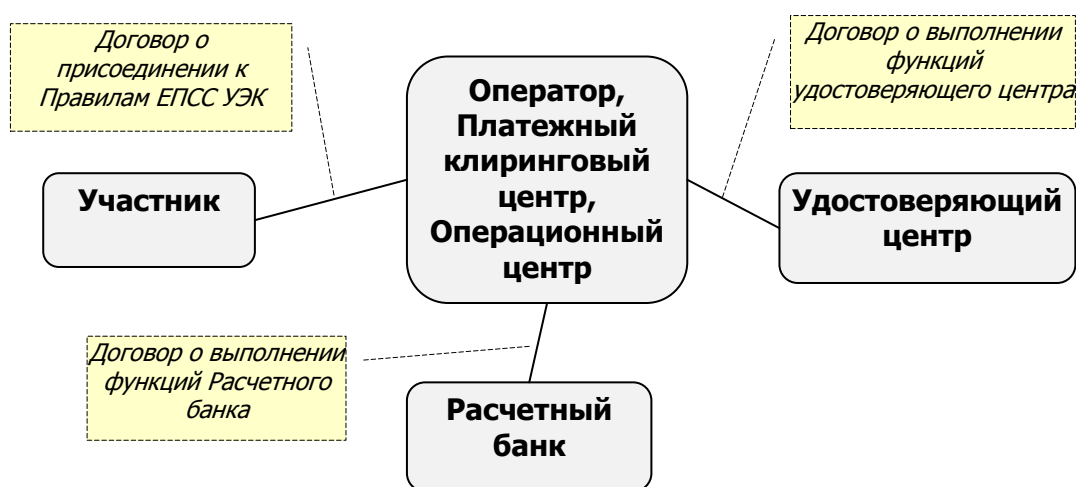 Договор о
присоединении к
Правилам ЕПСС УЭК
Оператор,
Платежный
клиринговый
центр,
Операционный
центр
Договор о выполнении
функций
удостоверяющего центра
Участник
Удостоверяющий
центр
Договор о выполнении
функций Расчетного
банка
Расчетный
банк